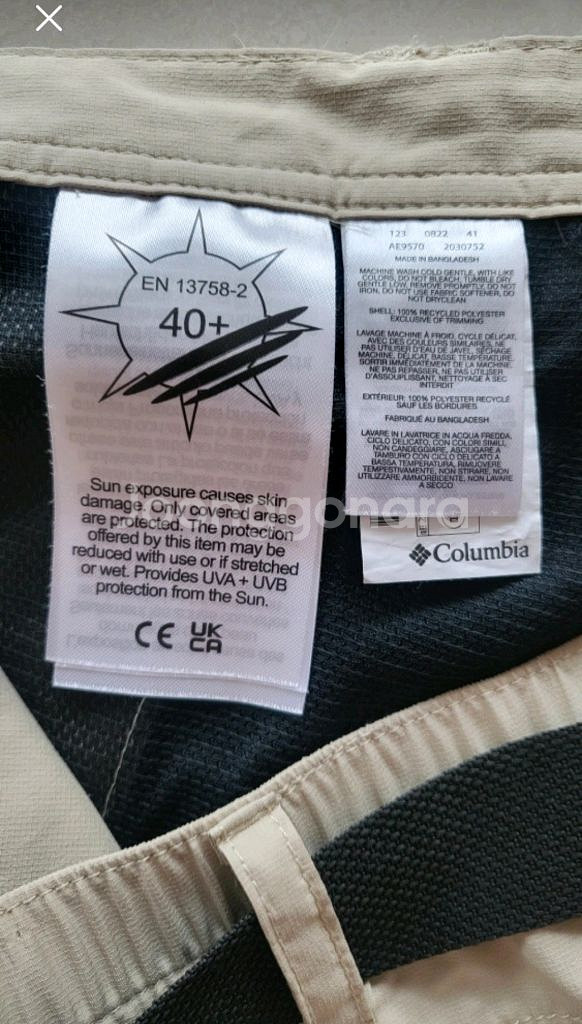 EN 13758-2
40+
Sun exposure causes skin
damage. Only covered areas
are protected. The protection
offered by this item may be
reduced with use or if stretched
or wet. Provides UVA + UVB
protection from the Sun.
CE UK
CA
123 0822 41
AE9570 2030752
MADE IN BANGLADESH
MACHINE WASH COLD GENTLE, WITH LIKE
COLORS, DO NOT BLEACH, TUMBLE DRY
GENTLE LOW, REMOVE PROMPTLY, DO NOT
IRON, DO NOT USE FABRIC SOFTENER, DO
NOT DRYCLEAN
SHELL: 100% RECYCLED POLYESTER
EXCLUSIVE OF TRIMMING
LAVAGE MACHINE À FROID, CYCLE DÉLICAT,
AVEC DES COULEURS SIMILAIRES, NE
PAS UTILISER D'EAU DE JAVEL, SÉCHAGE
MACHINE, DÉLICAT, BASSE TEMPÉRATURE,
SORTIR IMMÉDIATEMENT DE LA MACHINE,
NE PAS REPASSER, NE PAS UTILISER
D'ASSOUPLISSANT, NETTOYAGE À SEC
INTERDIT
EXTÉRIEUR: 100% POLYESTER RECYCLÉ
SAUF LES BORDURES
FABRIQUÉ AU BANGLADESH
LAVARE IN LAVATRICE IN ACQUA FREDDA,
CICLO DELICATO, CON COLORI SIMILI,
NON CANDEGGIARE, ASCIUGARE A
TAMBURO CON CICLO DELICATO A
BASSA TEMPERATURA, RIMUOVERE
TEMPESTIVAMENTE, NON STIRARE, NON
UTILIZZARE AMMORBIDENTE, NON LAVARE
A SECCO
Columbia